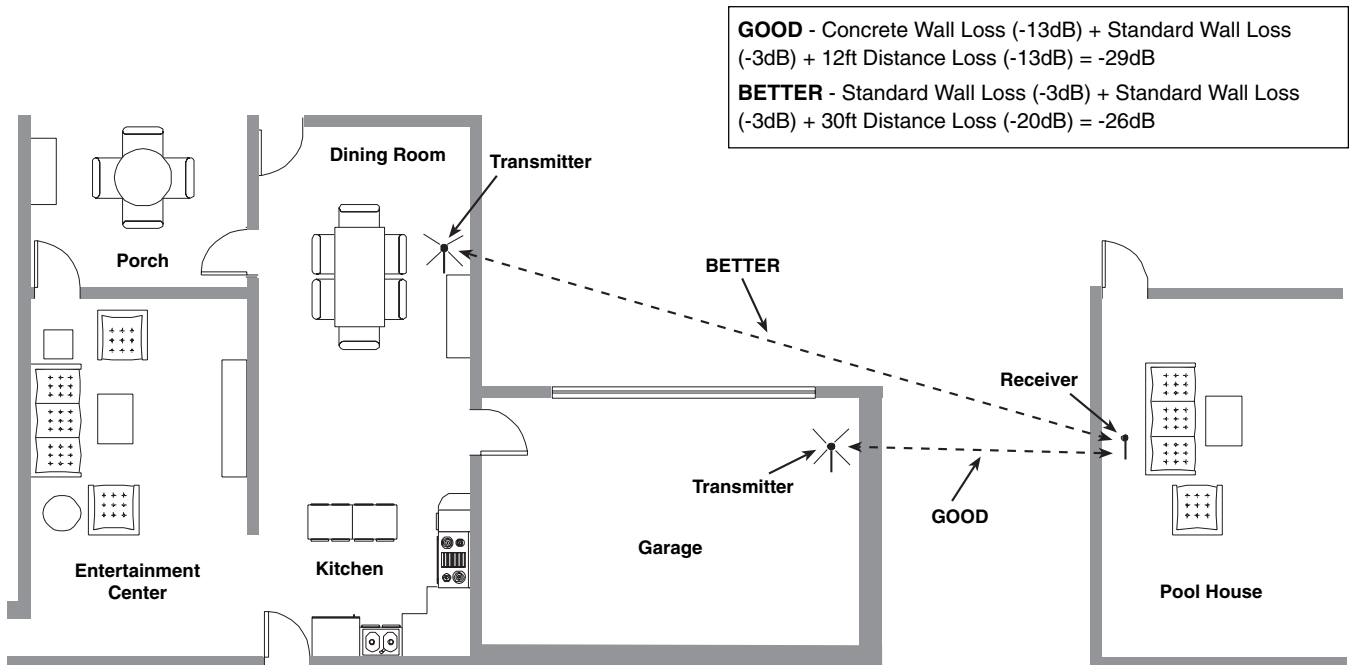 GOOD - Concrete Wall Loss (-13dB) + Standard Wall Loss
(-3dB) + 12ft Distance Loss (-13dB) = -29dB
BETTER - Standard Wall Loss (-3dB) + Standard Wall Loss
(-3dB) + 30ft Distance Loss (-20dB) = -26dB
Dining Room
Transmitter
Porch
BETTER
Receiver
Transmitter
GOOD
Garage
Entertainment
Center
Kitchen
Pool House